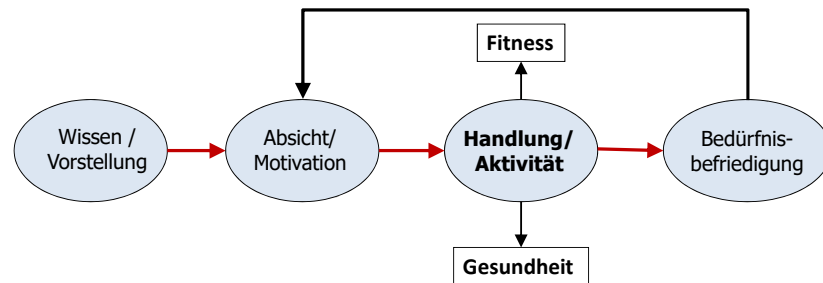 Fitness
Wissen /
Vorstellung
Absicht/
Motivation
Handlung/
Aktivität
Bedürfnis-
befriedigung
Gesundheit